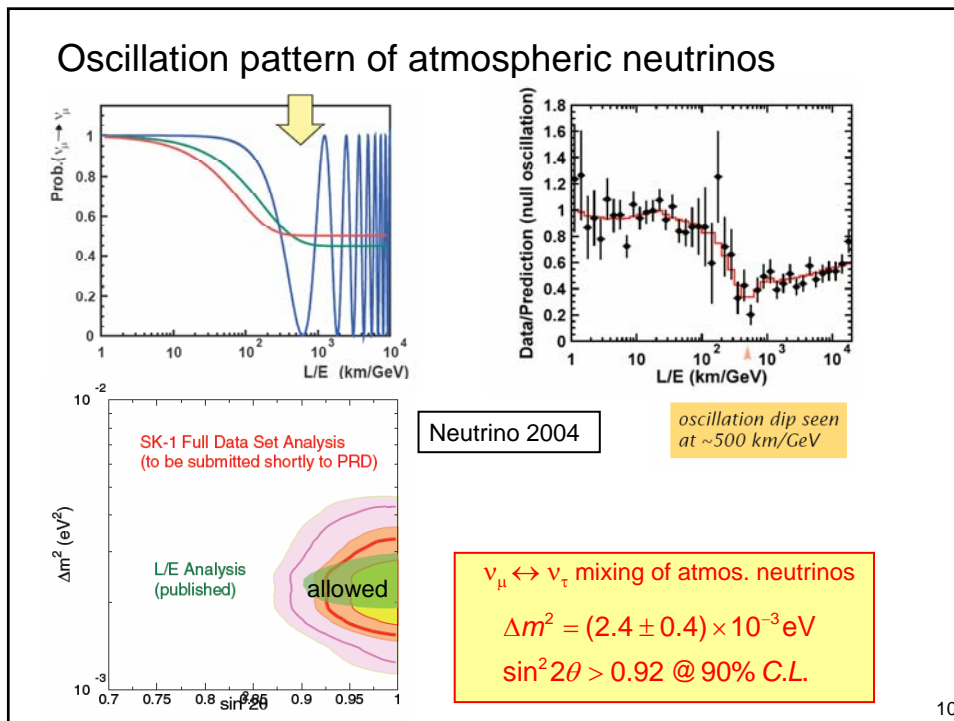 Oscillation pattern of atmospheric neutrinos
Prob.(νμ→ νμ
1
0.8
0.6
0.4
0.2
0
1 10 10² 10³ 10⁴
L/E (km/GeV)
Data/Prediction (null oscillation)
1.8
1.6
1.4
1.2
1
0.8
0.6
0.4
0.2
0
1 10 10² 10³ 10⁴
L/E (km/GeV)
oscillation dip seen
at ~500 km/GeV
Neutrino 2004
Δm² (eV²)
10⁻²
10⁻³
SK-1 Full Data Set Analysis
(to be submitted shortly to PRD)
L/E Analysis
(published)
allowed
0.7 0.75 0.8 0.85 0.9 0.95 1
sin²2θ
νμ ↔ ντ mixing of atmos. neutrinos
Δm² = (2.4 ± 0.4) × 10⁻³ eV
sin² 2θ > 0.92 @ 90% C.L.
10